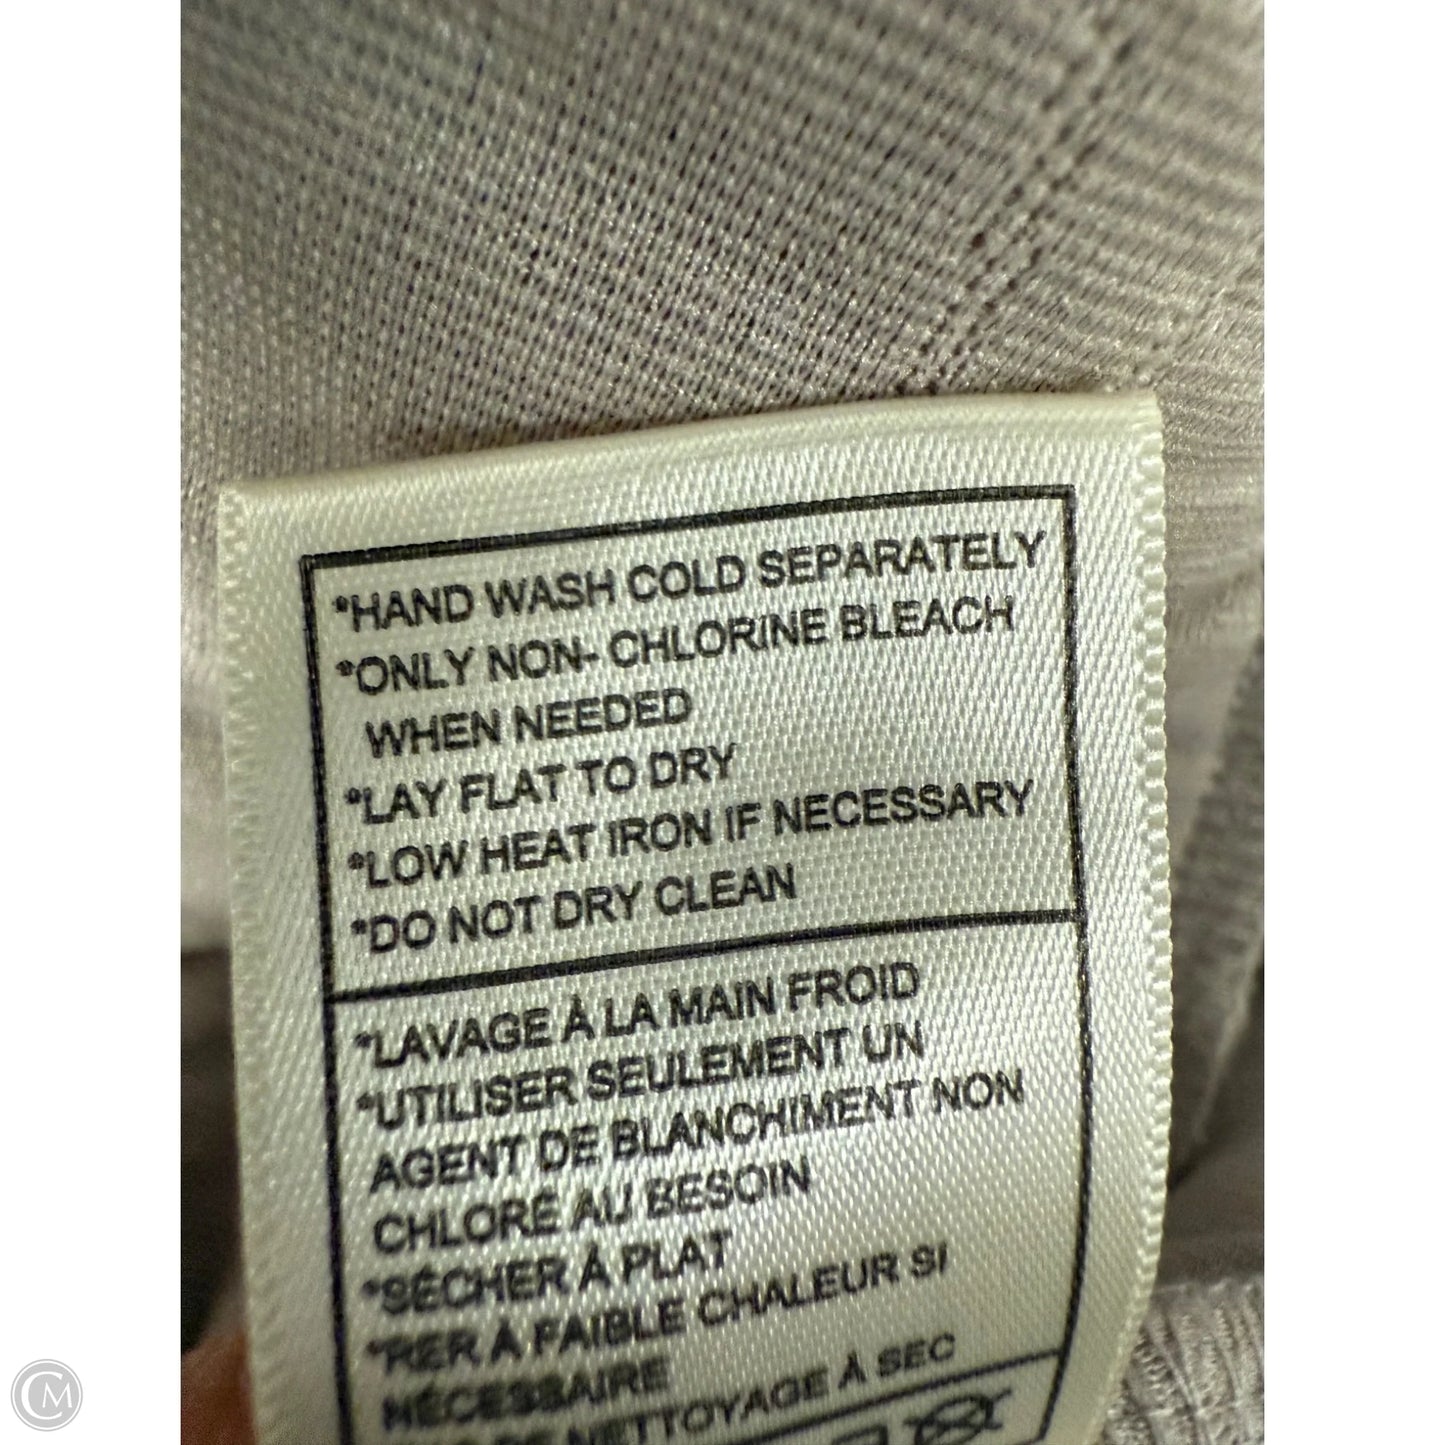 *HAND WASH COLD SEPARATELY
*ONLY NON- CHLORINE BLEACH
WHEN NEEDED
*LAY FLAT TO DRY
*LOW HEAT IRON IF NECESSARY
*DO NOT DRY CLEAN
*LAVAGE À LA MAIN FROID
*UTILISER SEULEMENT UN
AGENT DE BLANCHIMENT NON
CHLORÉ AU BESOIN
*SÉCHER À PLAT
*RER À FAIBLE CHALEUR SI
NÉCESSAIRE
DE NETTOYAGE À SEC
CM